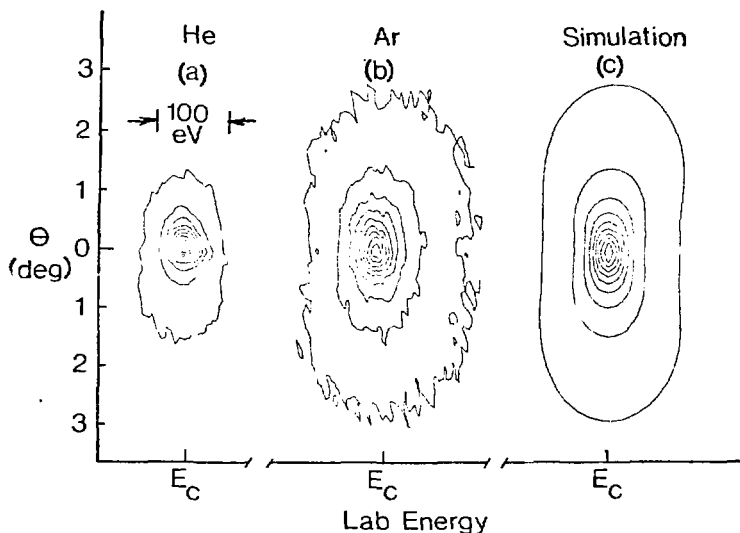 He
Ar
Simulation
(a)
(b)
(c)
100
eV
3
2
1
0
1
2
3
Θ
(deg)
E_C
E_C
E_C
Lab Energy